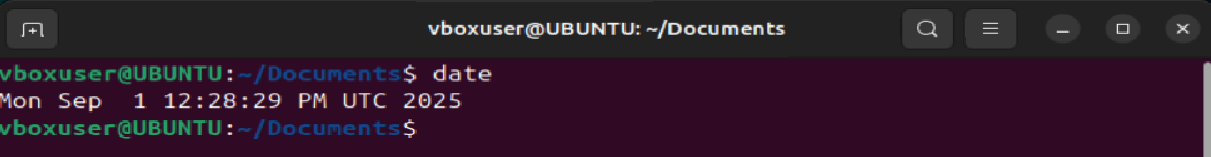 vboxuser@UBUNTU: ~/Documents
vboxuser@UBUNTU:~/Documents$ date
Mon Sep  1 12:28:29 PM UTC 2025
vboxuser@UBUNTU:~/Documents$